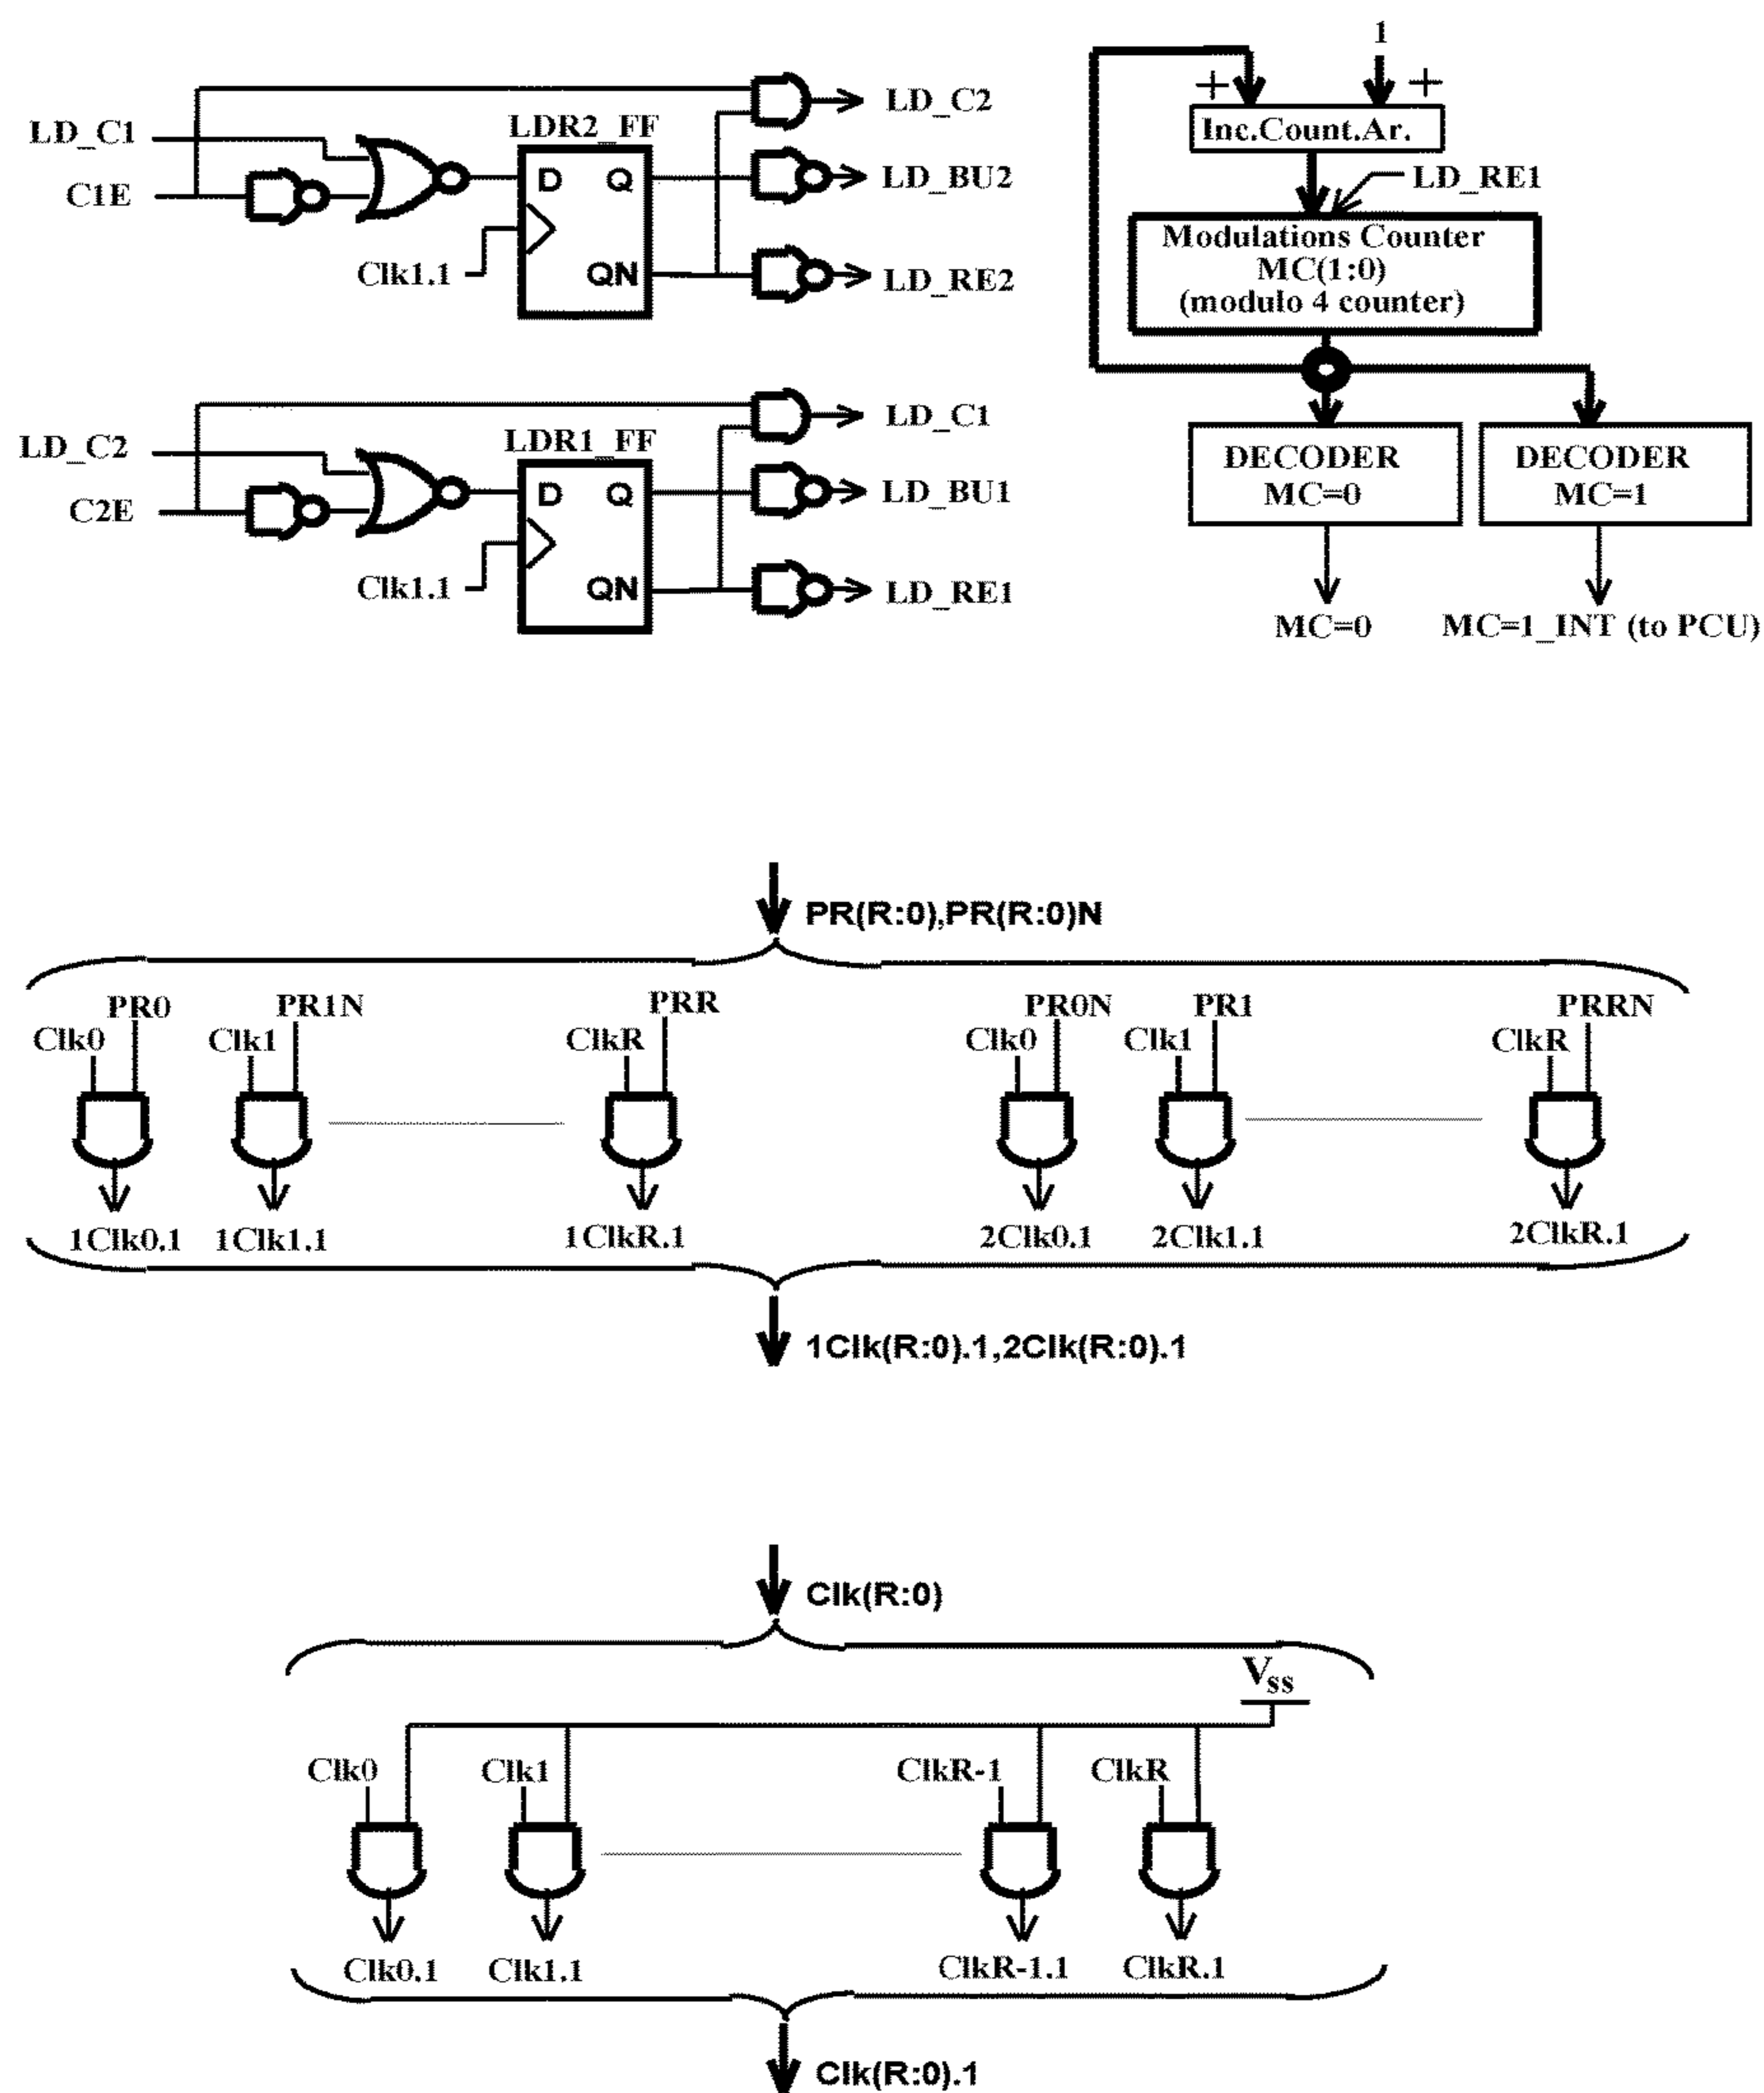 LD_C1
C1E
LDR2_FF
D Q
QN
Clk1.1
LD_C2
LD_BU2
LD_RE2
LD_C2
C2E
LDR1_FF
D Q
QN
Clk1.1
LD_C1
LD_BU1
LD_RE1
1
+ +
Inc.Count.Ar.
LD_RE1
Modulations Counter
MC(1:0)
(modulo 4 counter)
DECODER
MC=0
DECODER
MC=1
MC=0
MC=1_INT (to PCU)
PR(R:0),PR(R:0)N
PR0 PR1N PRR PR0N PR1 PRRN
Clk0 Clk1 ClkR Clk0 Clk1 ClkR
1Clk0.1 1Clk1.1 1ClkR.1 2Clk0.1 2Clk1.1 2ClkR.1
1Clk(R:0).1,2Clk(R:0).1
Clk(R:0)
Vss
Clk0 Clk1 ClkR-1 ClkR
Clk0.1 Clk1.1 ClkR-1.1 ClkR.1
Clk(R:0).1